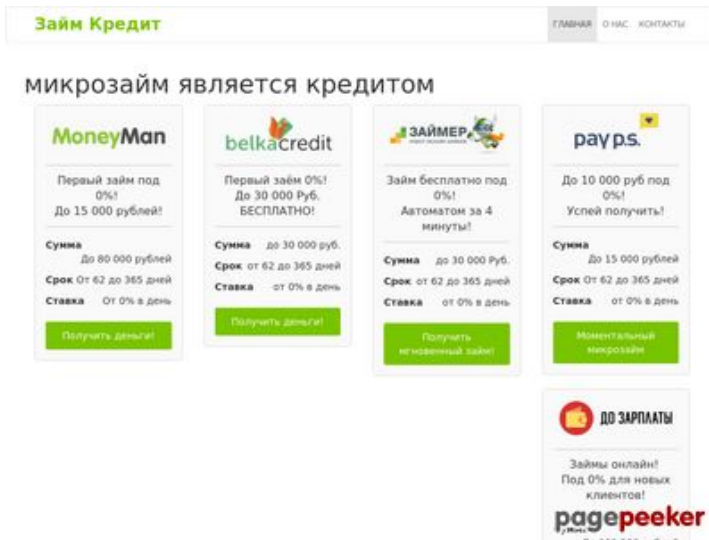 Займ Кредит
ГЛАВНАЯ О НАС КОНТАКТЫ
микрозайм является кредитом
MoneyMan
Первый займ под
0%!
До 15 000 рублей!
Сумма
До 80 000 рублей
Срок От 62 до 365 дней
Ставка От 0% в день
Получить деньги!
belkacredit
Первый заём 0%!
До 30 000 Руб.
БЕСПЛАТНО!
Сумма до 30 000 руб.
Срок от 62 до 365 дней
Ставка от 0% в день
Получить деньги!
ЗАЙМЕР
Займ бесплатно под
0%!
Автоматом за 4
минуты!
Сумма до 30 000 Руб.
Срок от 62 до 365 дней
Ставка от 0% в день
Получить
мгновенный займ!
pay p.s.
До 10 000 руб под
0%!
Успей получить!
Сумма
До 15 000 рублей
Срок От 62 до 365 дней
Ставка От 0% в день
Моментальный
микрозайм
ДО ЗАРПЛАТЫ
Займы онлайн!
Под 0% для новых
клиентов!
pagepeeker